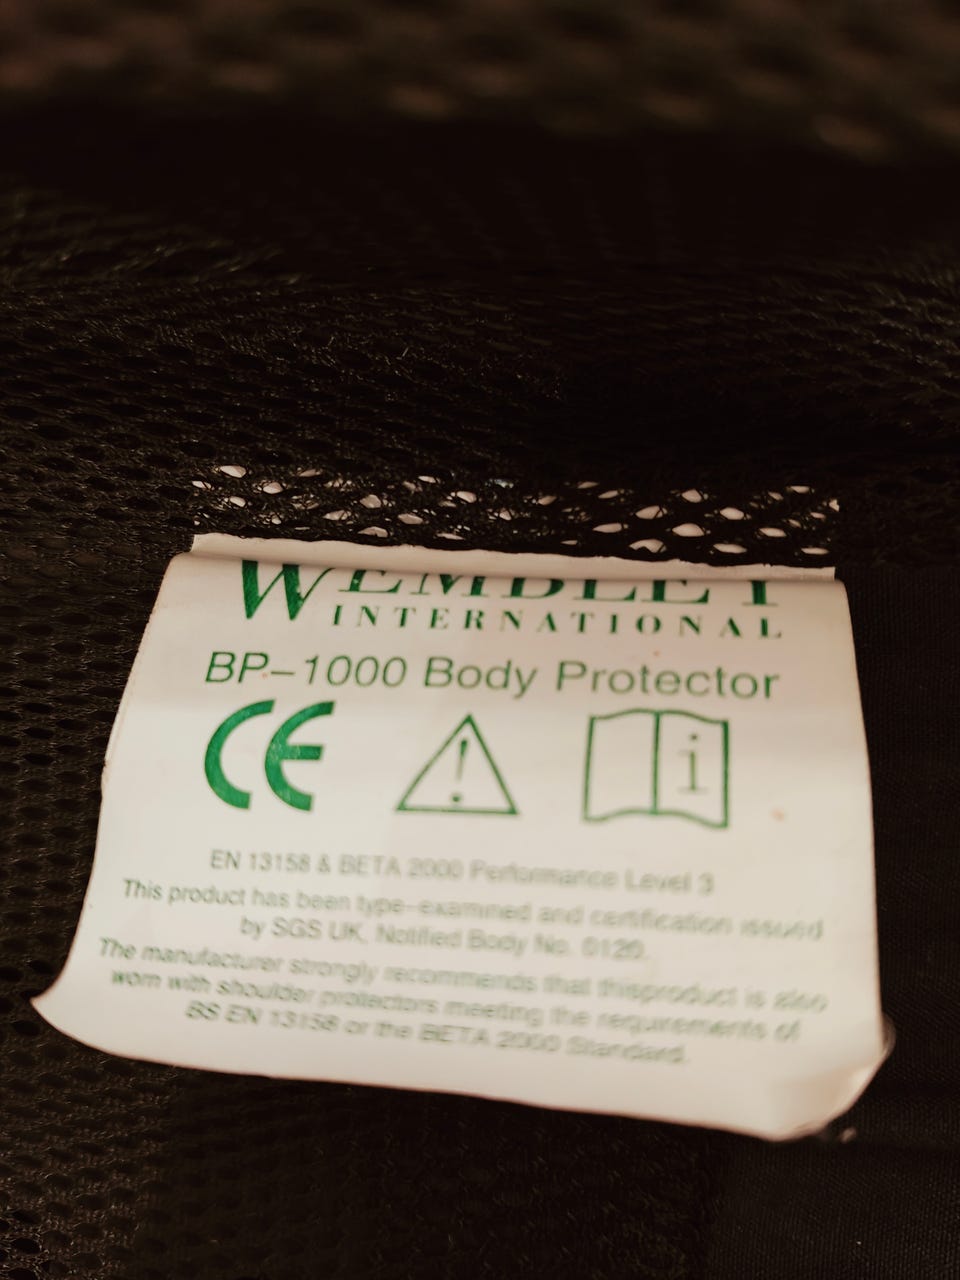 WEMBLEY
INTERNATIONAL
BP-1000 Body Protector
CE
i
EN 13158 & BETA 2000 Performance Level 3
This product has been type-examined and certification issued
by SGS UK, Notified Body No. 0120.
The manufacturer strongly recommends that thisproduct is also
worn with shoulder protectors meeting the requirements of
BS EN 13158 or the BETA 2000 Standard.